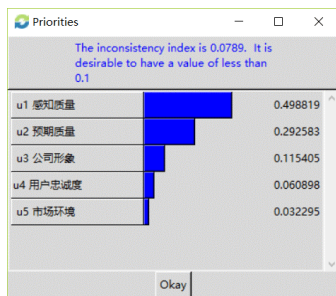 Priorities
The inconsistency index is 0.0789. It is
desirable to have a value of less than
0.1
u1 感知质量 0.498819
u2 预期质量 0.292583
u3 公司形象 0.115405
u4 用户忠诚度 0.060898
u5 市场环境 0.032295
Okay